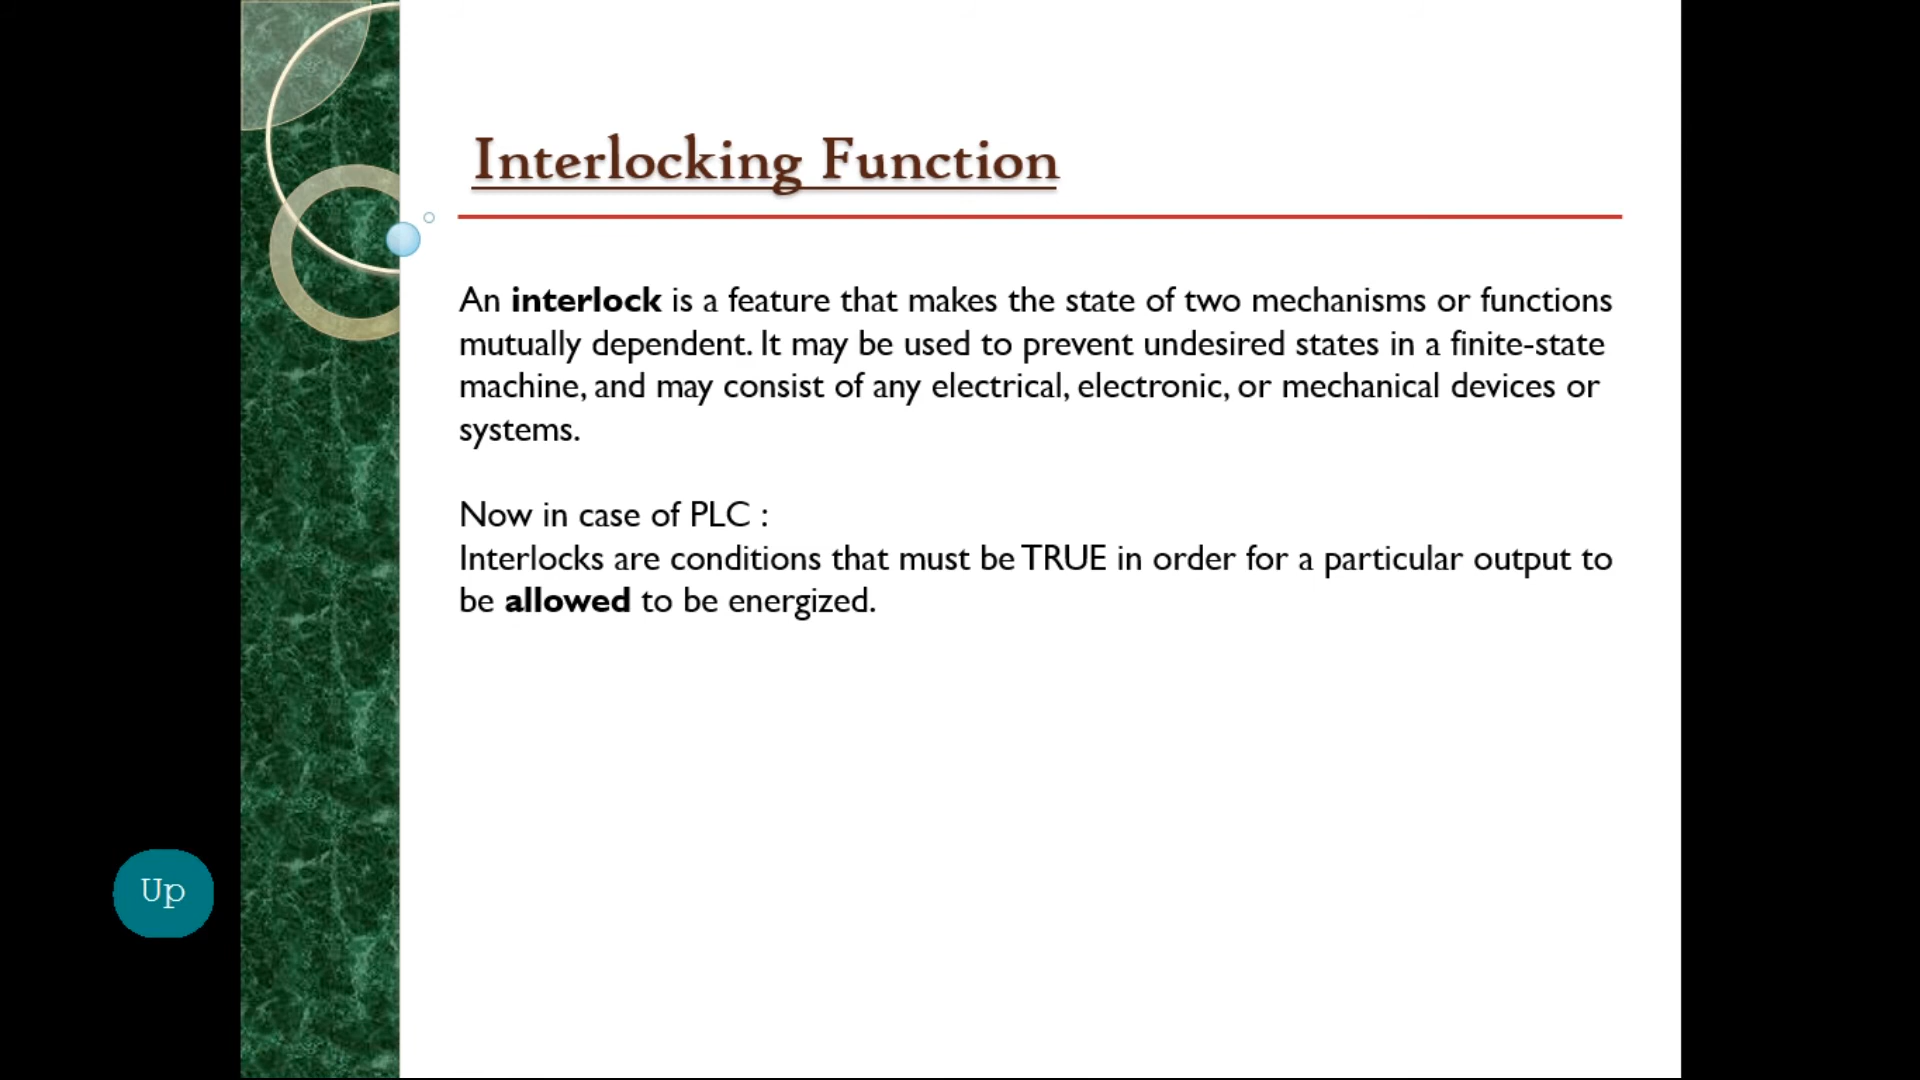 Interlocking Function
An interlock is a feature that makes the state of two mechanisms or functions
mutually dependent. It may be used to prevent undesired states in a finite-state
machine, and may consist of any electrical, electronic, or mechanical devices or
systems.
Now in case of PLC :
Interlocks are conditions that must be TRUE in order for a particular output to
be allowed to be energized.
Up